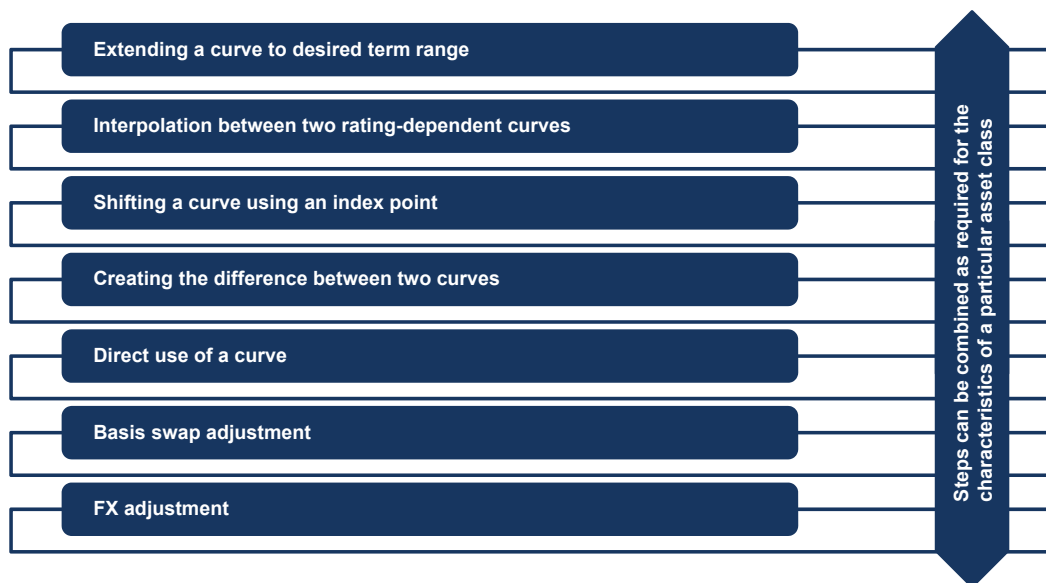 Extending a curve to desired term range
Interpolation between two rating-dependent curves
Shifting a curve using an index point
Creating the difference between two curves
Direct use of a curve
Basis swap adjustment
FX adjustment
Steps can be combined as required for the
characteristics of a particular asset class